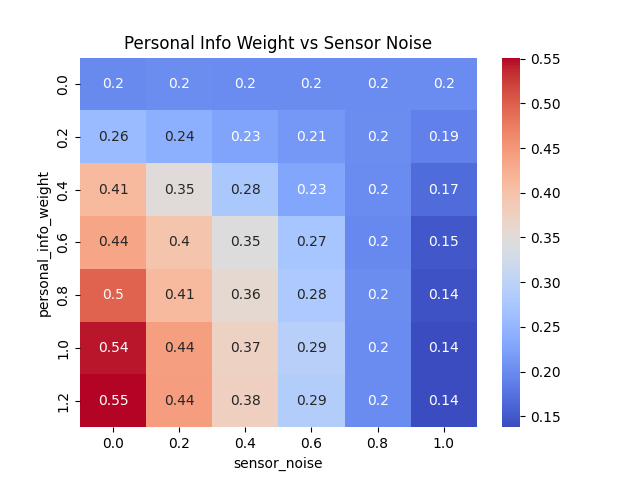 Personal Info Weight vs Sensor Noise
0.0 0.2 0.2 0.2 0.2 0.2 0.2
0.2 0.26 0.24 0.23 0.21 0.2 0.19
0.4 0.41 0.35 0.28 0.23 0.2 0.17
0.6 0.44 0.4 0.35 0.27 0.2 0.15
0.8 0.5 0.41 0.36 0.28 0.2 0.14
1.0 0.54 0.44 0.37 0.29 0.2 0.14
1.2 0.55 0.44 0.38 0.29 0.2 0.14
0.0 0.2 0.4 0.6 0.8 1.0
sensor_noise
personal_info_weight
0.55
0.50
0.45
0.40
0.35
0.30
0.25
0.20
0.15